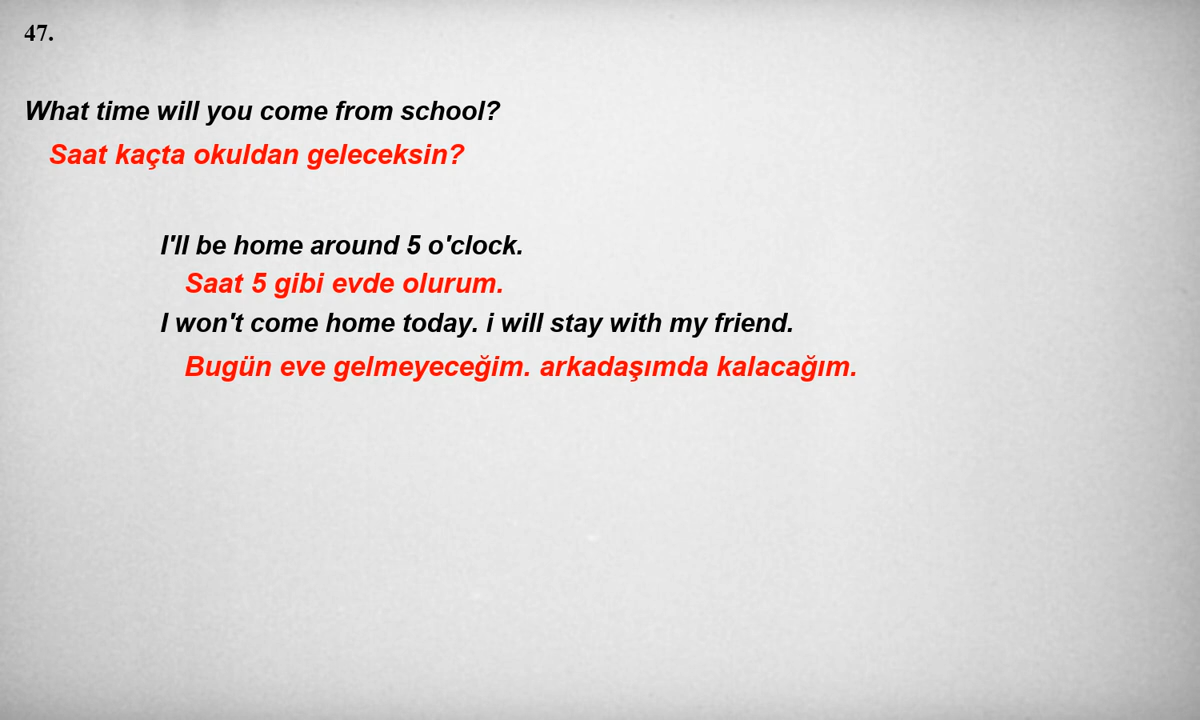 47.
What time will you come from school?
Saat kaçta okuldan geleceksin?
I'll be home around 5 o'clock.
Saat 5 gibi evde olurum.
I won't come home today. i will stay with my friend.
Bugün eve gelmeyeceğim. arkadaşımda kalacağım.